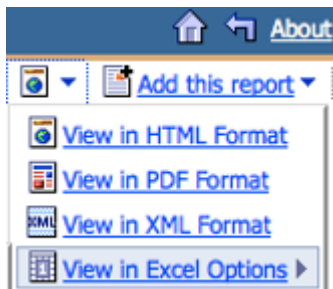 About
Add this report
View in HTML Format
View in PDF Format
XML View in XML Format
View in Excel Options